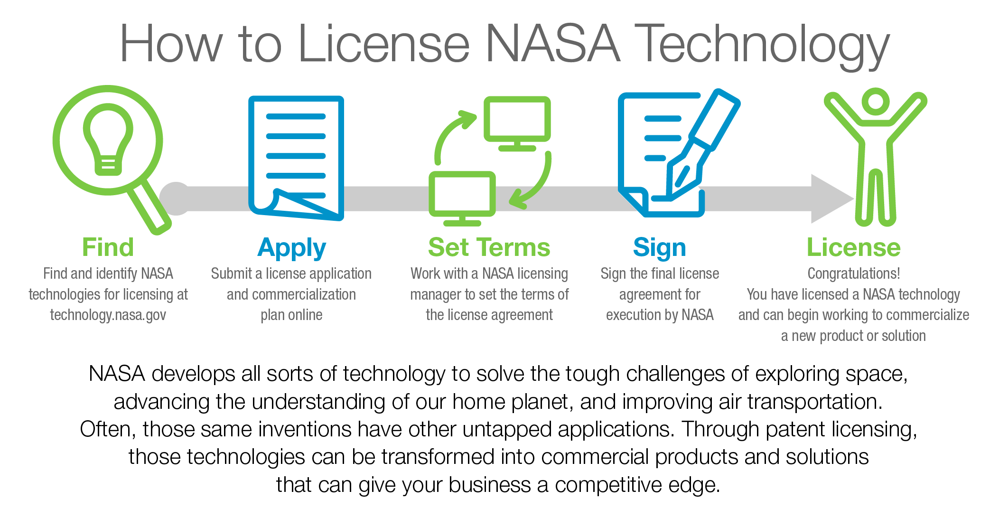 How to License NASA Technology
Find
Find and identify NASA
technologies for licensing at
technology.nasa.gov
Apply
Submit a license application
and commercialization
plan online
Set Terms
Work with a NASA licensing
manager to set the terms of
the license agreement
Sign
Sign the final license
agreement for
execution by NASA
License
Congratulations!
You have licensed a NASA technology
and can begin working to commercialize
a new product or solution
NASA develops all sorts of technology to solve the tough challenges of exploring space,
advancing the understanding of our home planet, and improving air transportation.
Often, those same inventions have other untapped applications. Through patent licensing,
those technologies can be transformed into commercial products and solutions
that can give your business a competitive edge.